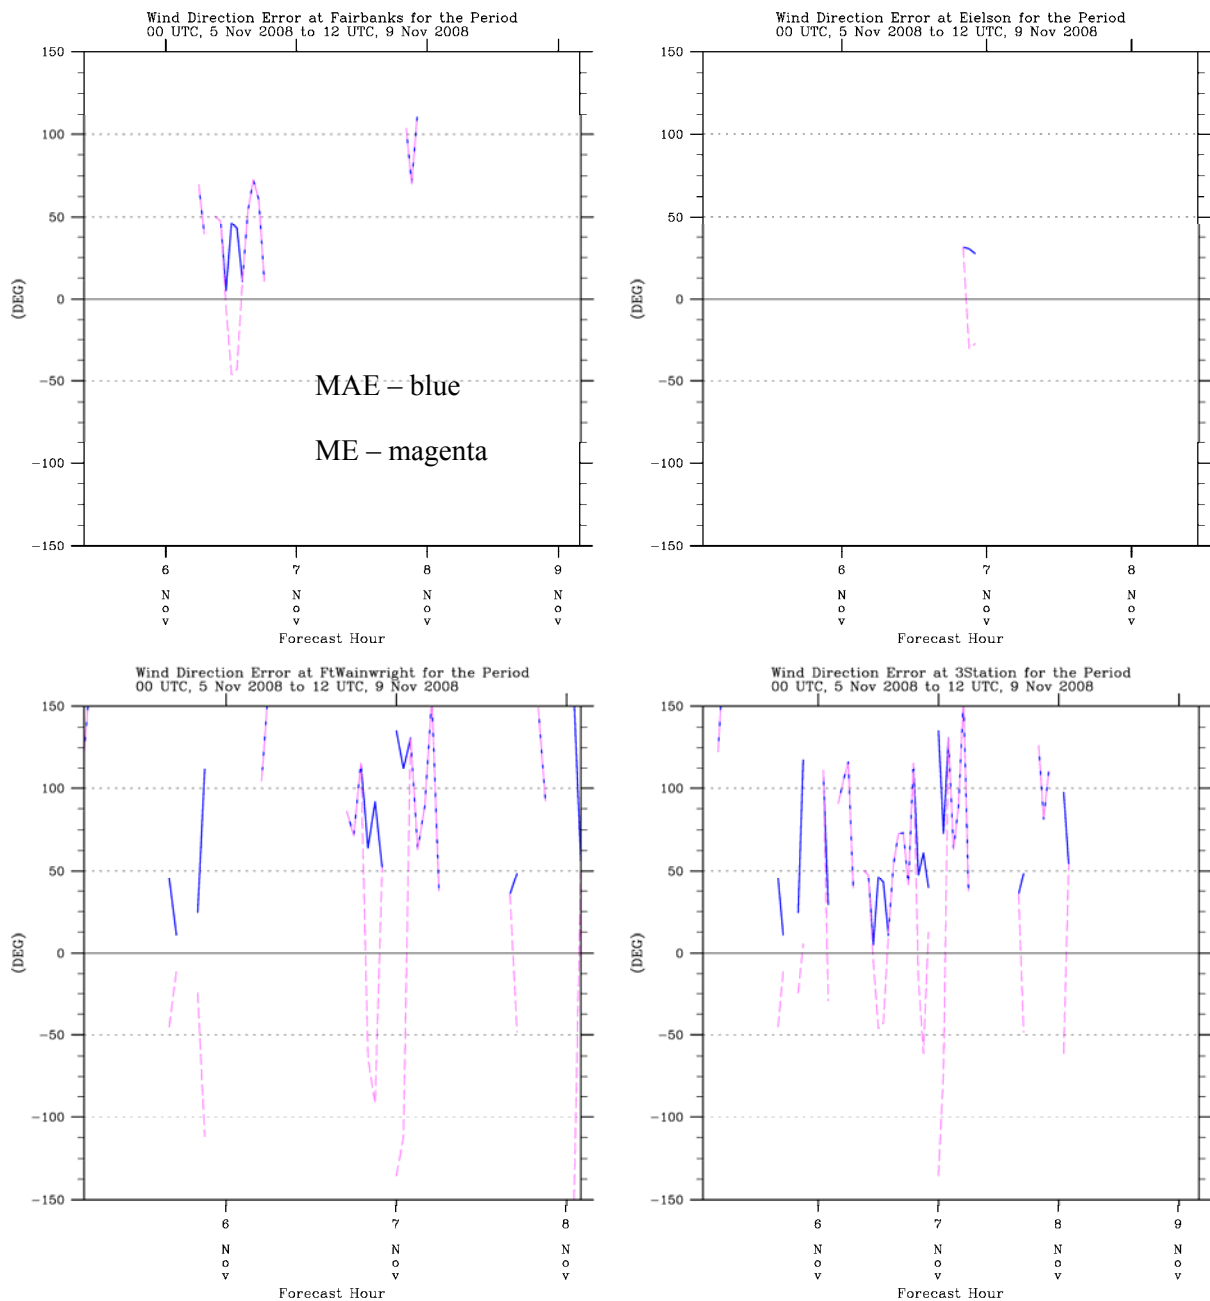 Wind Direction Error at Fairbanks for the Period
00 UTC, 5 Nov 2008 to 12 UTC, 9 Nov 2008
150
100
50
0
−50
−100
−150
(DEG)
MAE – blue
ME – magenta
6 7 8 9
N N N N
o o o o
v v v v
Forecast Hour
Wind Direction Error at Eielson for the Period
00 UTC, 5 Nov 2008 to 12 UTC, 9 Nov 2008
150
100
50
0
−50
−100
−150
(DEG)
6 7 8
N N N
o o o
v v v
Forecast Hour
Wind Direction Error at FtWainwright for the Period
00 UTC, 5 Nov 2008 to 12 UTC, 9 Nov 2008
150
100
50
0
−50
−100
−150
(DEG)
6 7 8
N N N
o o o
v v v
Forecast Hour
Wind Direction Error at 3Station for the Period
00 UTC, 5 Nov 2008 to 12 UTC, 9 Nov 2008
150
100
50
0
−50
−100
−150
(DEG)
6 7 8 9
N N N N
o o o o
v v v v
Forecast Hour